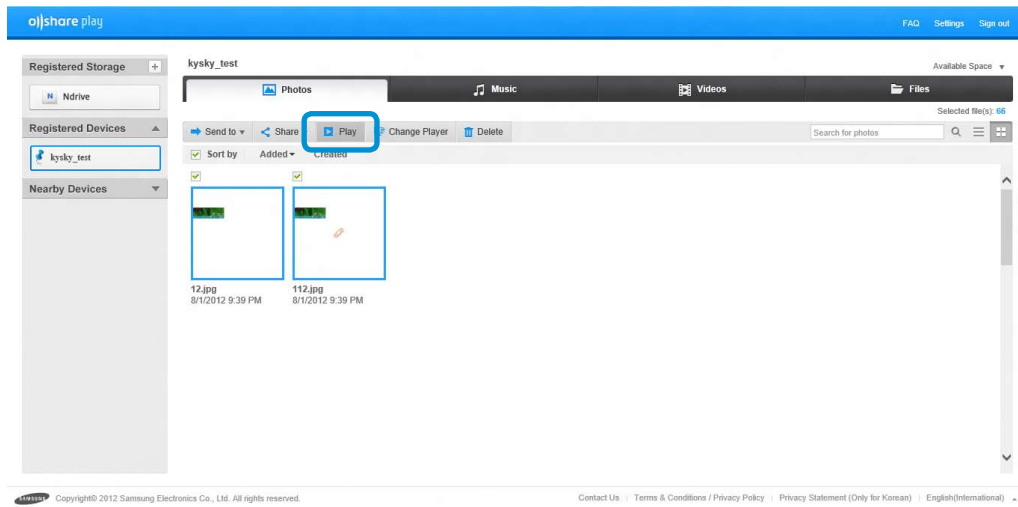 allshare play
FAQ Settings Sign out
Registered Storage +
Ndrive
Registered Devices
kysky_test
Nearby Devices
kysky_test
Available Space
Photos Music Videos Files
Selected file(s): 66
Send to Share Play Change Player Delete
Search for photos
Sort by Added Created
12.jpg 112.jpg
8/1/2012 9:39 PM 8/1/2012 9:39 PM
SAMSUNG Copyright© 2012 Samsung Electronics Co., Ltd. All rights reserved.
Contact Us Terms & Conditions / Privacy Policy Privacy Statement (Only for Korean) English(International)